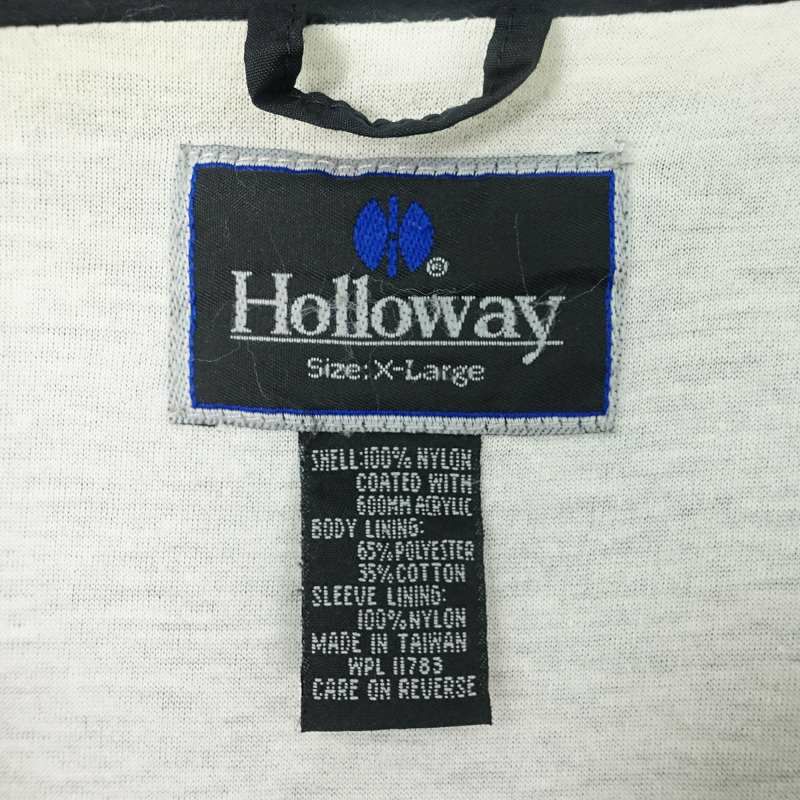 ®
Holloway
Size: X-Large
SHELL:100% NYLON
COATED WITH
600MM ACRYLIC
BODY LINING:
65%POLYESTER
35%COTTON
SLEEVE LINING:
100%NYLON
MADE IN TAIWAN
WPL 11783
CARE ON REVERSE